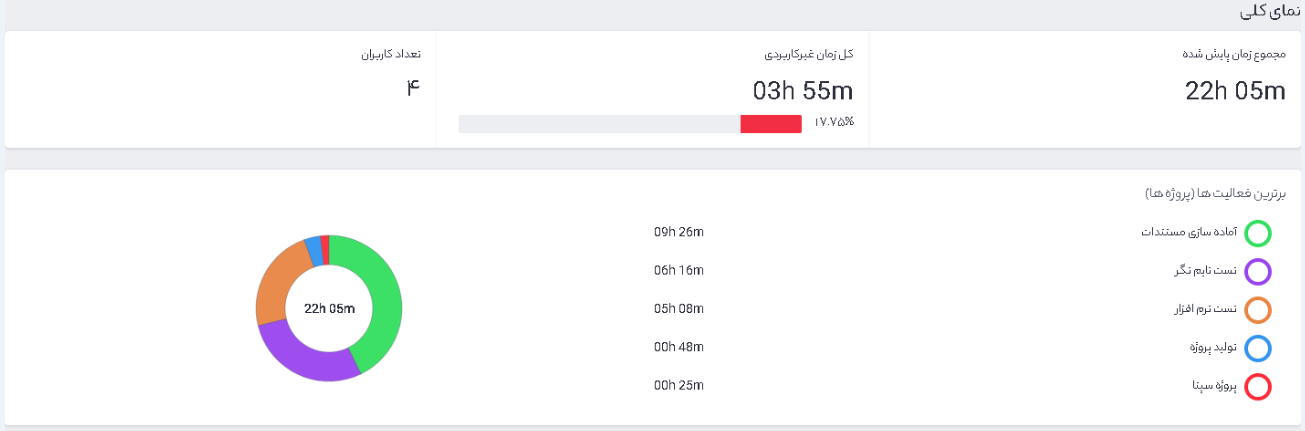 نمای کلی
مجموع زمان پایش شده
22h 05m
کل زمان غیرکاربردی
03h 55m
۱۷.۷۵%
تعداد کاربران
۴
برترین فعالیت ها (پروژه ها)
آماده سازی مستندات 09h 26m
تست تایم نگر 06h 16m
تست نرم افزار 05h 08m
تولید پروژه 00h 48m
پروژه سپتا 00h 25m
22h 05m